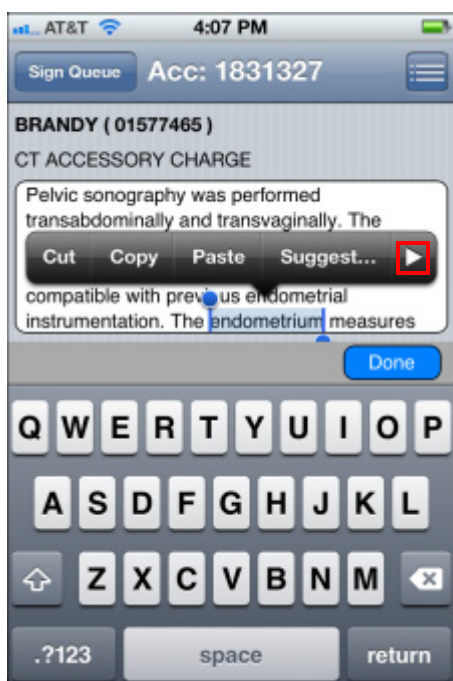 AT&T 4:07 PM
Sign Queue Acc: 1831327
BRANDY ( 01577465 )
CT ACCESSORY CHARGE
Pelvic sonography was performed
transabdominally and transvaginally. The
Cut Copy Paste Suggest...
compatible with previous endometrial
instrumentation. The endometrium measures
Done
Q W E R T Y U I O P
A S D F G H J K L
Z X C V B N M
.?123 space return